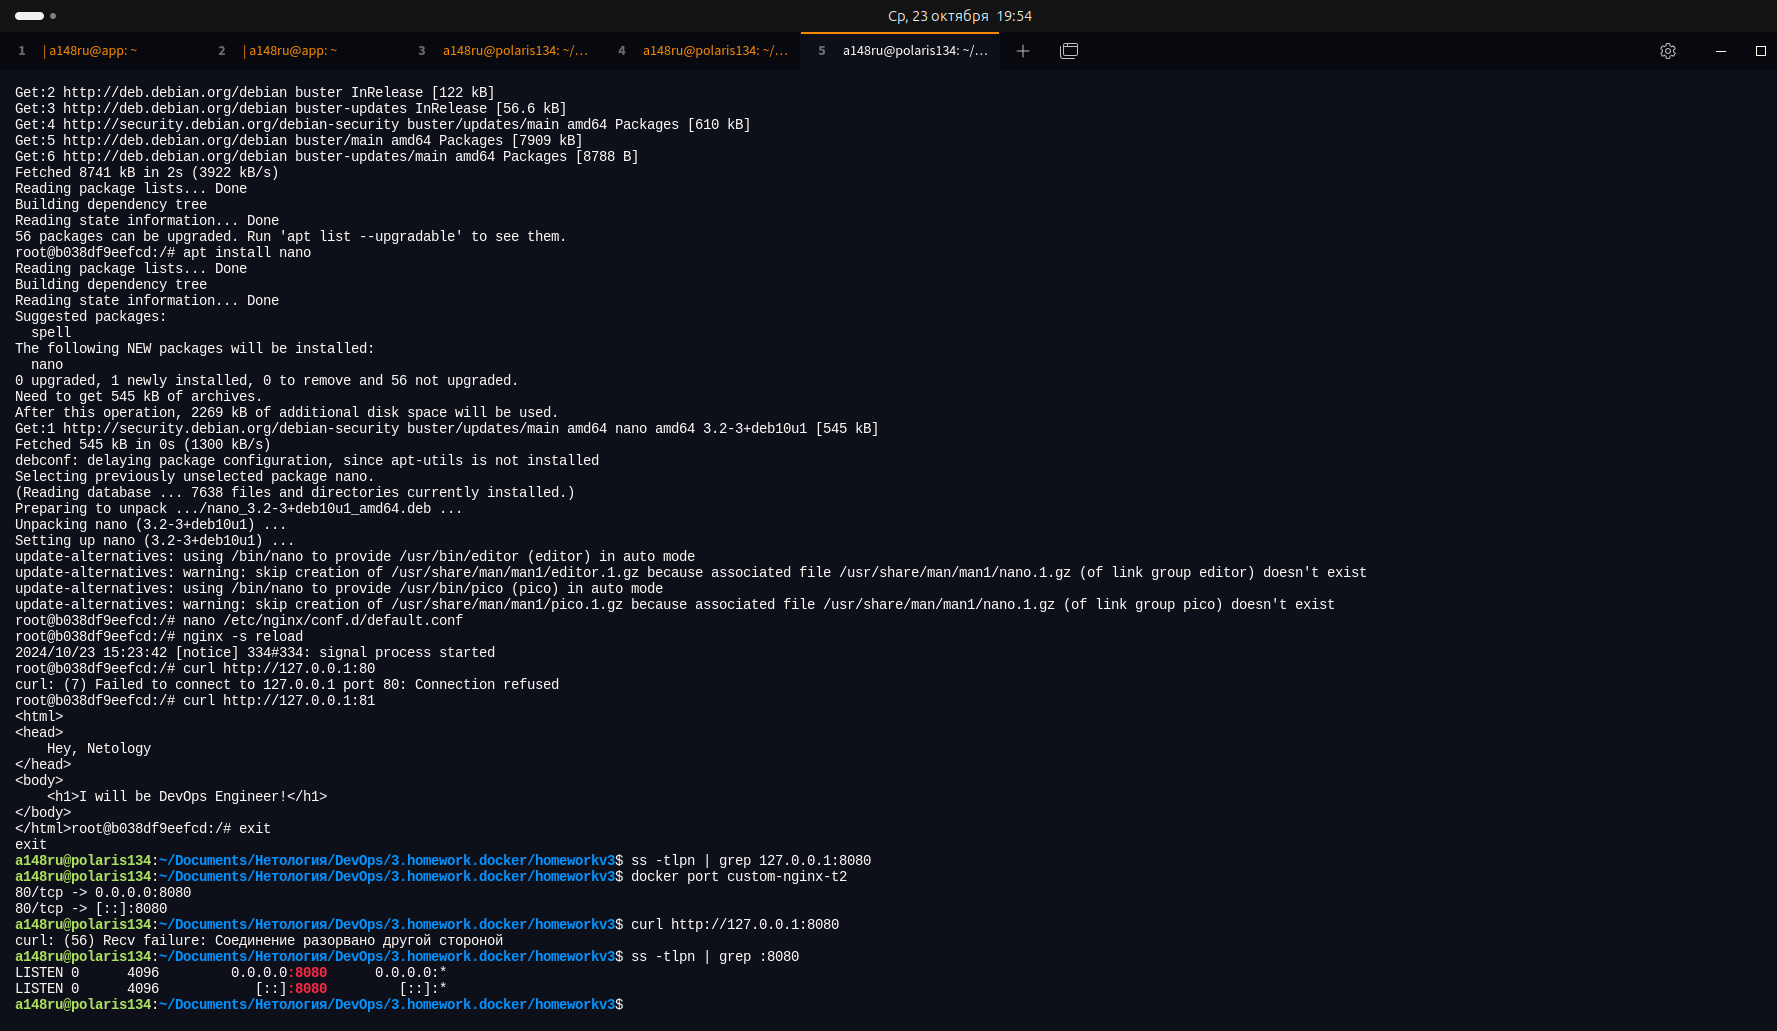 Ср, 23 октября 19:54
1 | a148ru@app: ~ 2 | a148ru@app: ~ 3 a148ru@polaris134: ~/… 4 a148ru@polaris134: ~/… 5 a148ru@polaris134: ~/…
Get:2 http://deb.debian.org/debian buster InRelease [122 kB]
Get:3 http://deb.debian.org/debian buster-updates InRelease [56.6 kB]
Get:4 http://security.debian.org/debian-security buster/updates/main amd64 Packages [610 kB]
Get:5 http://deb.debian.org/debian buster/main amd64 Packages [7909 kB]
Get:6 http://deb.debian.org/debian buster-updates/main amd64 Packages [8788 B]
Fetched 8741 kB in 2s (3922 kB/s)
Reading package lists... Done
Building dependency tree
Reading state information... Done
56 packages can be upgraded. Run 'apt list --upgradable' to see them.
root@b038df9eefcd:/# apt install nano
Reading package lists... Done
Building dependency tree
Reading state information... Done
Suggested packages:
  spell
The following NEW packages will be installed:
  nano
0 upgraded, 1 newly installed, 0 to remove and 56 not upgraded.
Need to get 545 kB of archives.
After this operation, 2269 kB of additional disk space will be used.
Get:1 http://security.debian.org/debian-security buster/updates/main amd64 nano amd64 3.2-3+deb10u1 [545 kB]
Fetched 545 kB in 0s (1300 kB/s)
debconf: delaying package configuration, since apt-utils is not installed
Selecting previously unselected package nano.
(Reading database ... 7638 files and directories currently installed.)
Preparing to unpack .../nano_3.2-3+deb10u1_amd64.deb ...
Unpacking nano (3.2-3+deb10u1) ...
Setting up nano (3.2-3+deb10u1) ...
update-alternatives: using /bin/nano to provide /usr/bin/editor (editor) in auto mode
update-alternatives: warning: skip creation of /usr/share/man/man1/editor.1.gz because associated file /usr/share/man/man1/nano.1.gz (of link group editor) doesn't exist
update-alternatives: using /bin/nano to provide /usr/bin/pico (pico) in auto mode
update-alternatives: warning: skip creation of /usr/share/man/man1/pico.1.gz because associated file /usr/share/man/man1/nano.1.gz (of link group pico) doesn't exist
root@b038df9eefcd:/# nano /etc/nginx/conf.d/default.conf
root@b038df9eefcd:/# nginx -s reload
2024/10/23 15:23:42 [notice] 334#334: signal process started
root@b038df9eefcd:/# curl http://127.0.0.1:80
curl: (7) Failed to connect to 127.0.0.1 port 80: Connection refused
root@b038df9eefcd:/# curl http://127.0.0.1:81
<html>
<head>
    Hey, Netology
</head>
<body>
    <h1>I will be DevOps Engineer!</h1>
</body>
</html>root@b038df9eefcd:/# exit
exit
a148ru@polaris134:~/Documents/Нетология/DevOps/3.homework.docker/homeworkv3$ ss -tlpn | grep 127.0.0.1:8080
a148ru@polaris134:~/Documents/Нетология/DevOps/3.homework.docker/homeworkv3$ docker port custom-nginx-t2
80/tcp -> 0.0.0.0:8080
80/tcp -> [::]:8080
a148ru@polaris134:~/Documents/Нетология/DevOps/3.homework.docker/homeworkv3$ curl http://127.0.0.1:8080
curl: (56) Recv failure: Соединение разорвано другой стороной
a148ru@polaris134:~/Documents/Нетология/DevOps/3.homework.docker/homeworkv3$ ss -tlpn | grep :8080
LISTEN 0      4096         0.0.0.0:8080      0.0.0.0:*
LISTEN 0      4096            [::]:8080         [::]:*
a148ru@polaris134:~/Documents/Нетология/DevOps/3.homework.docker/homeworkv3$